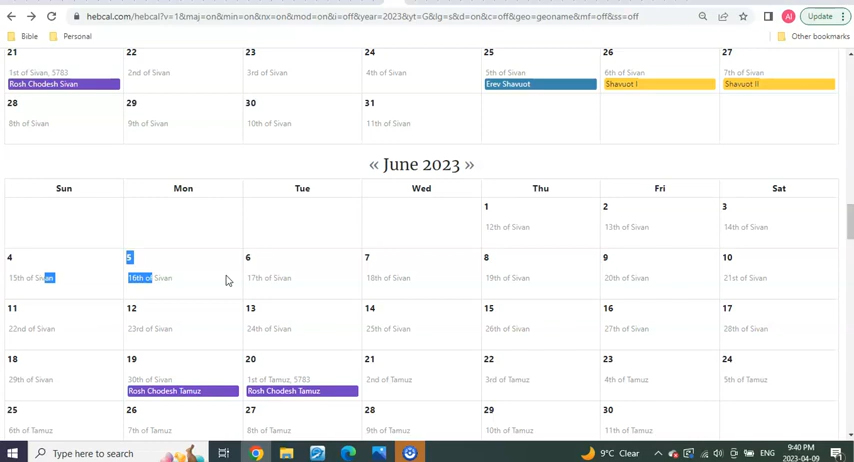 hebcal.com/hebcal?v=1&maj=on&min=on&nx=on&mod=on&i=off&year=2023&yt=G&lg=s&d=on&c=off&geo=geoname&mf=off&ss=off
AI
Update
Bible
Personal
Other bookmarks
21 22 23 24 25 26 27
1st of Sivan, 5783 2nd of Sivan 3rd of Sivan 4th of Sivan 5th of Sivan 6th of Sivan 7th of Sivan
Rosh Chodesh Sivan Erev Shavuot Shavuot I Shavuot II
28 29 30 31
8th of Sivan 9th of Sivan 10th of Sivan 11th of Sivan
« June 2023 »
Sun Mon Tue Wed Thu Fri Sat
1 2 3
12th of Sivan 13th of Sivan 14th of Sivan
4 5 6 7 8 9 10
15th of Sivan 16th of Sivan 17th of Sivan 18th of Sivan 19th of Sivan 20th of Sivan 21st of Sivan
11 12 13 14 15 16 17
22nd of Sivan 23rd of Sivan 24th of Sivan 25th of Sivan 26th of Sivan 27th of Sivan 28th of Sivan
18 19 20 21 22 23 24
29th of Sivan 30th of Sivan 1st of Tamuz, 5783 2nd of Tamuz 3rd of Tamuz 4th of Tamuz 5th of Tamuz
Rosh Chodesh Tamuz Rosh Chodesh Tamuz
25 26 27 28 29 30
6th of Tamuz 7th of Tamuz 8th of Tamuz 9th of Tamuz 10th of Tamuz 11th of Tamuz
Type here to search
9°C Clear
ENG
9:40 PM
2023-04-09